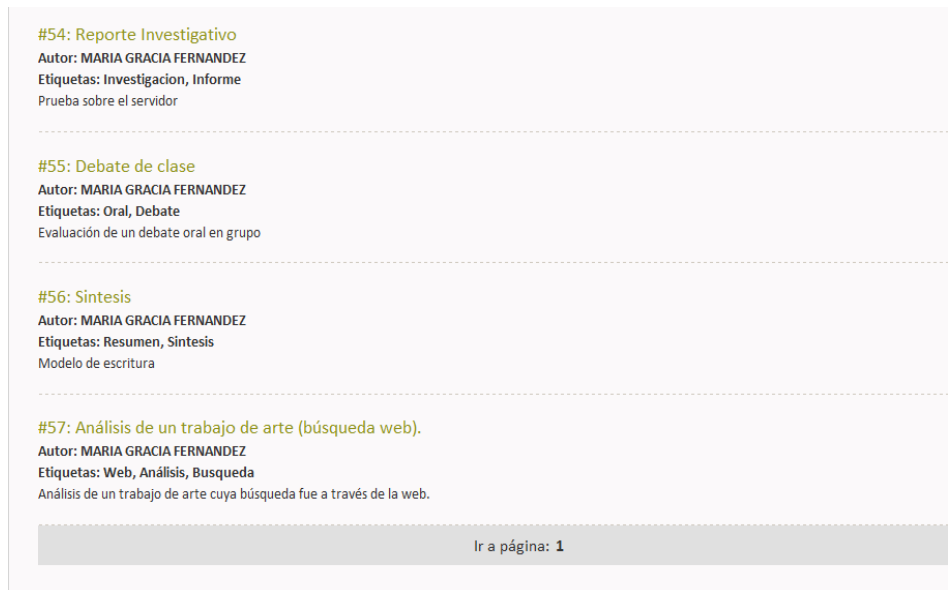 #54: Reporte Investigativo
Autor: MARIA GRACIA FERNANDEZ
Etiquetas: Investigacion, Informe
Prueba sobre el servidor
#55: Debate de clase
Autor: MARIA GRACIA FERNANDEZ
Etiquetas: Oral, Debate
Evaluación de un debate oral en grupo
#56: Sintesis
Autor: MARIA GRACIA FERNANDEZ
Etiquetas: Resumen, Sintesis
Modelo de escritura
#57: Análisis de un trabajo de arte (búsqueda web).
Autor: MARIA GRACIA FERNANDEZ
Etiquetas: Web, Análisis, Busqueda
Análisis de un trabajo de arte cuya búsqueda fue a través de la web.
Ir a página: 1